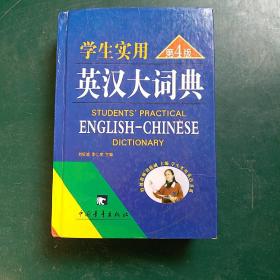 学生实用
第4版
英汉大词典
STUDENTS' PRACTICAL
ENGLISH-CHINESE
DICTIONARY
中国青年出版社